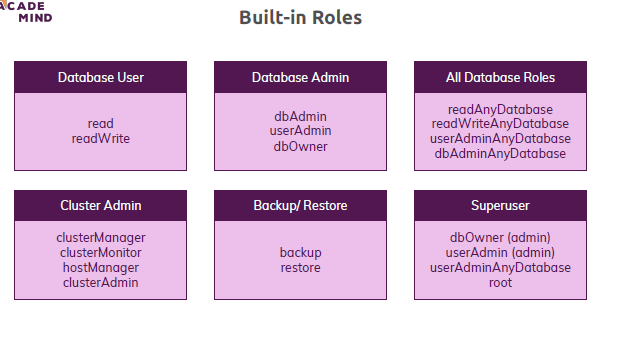 ACADE
MIND
Built-in Roles
Database User
read
readWrite
Database Admin
dbAdmin
userAdmin
dbOwner
All Database Roles
readAnyDatabase
readWriteAnyDatabase
userAdminAnyDatabase
dbAdminAnyDatabase
Cluster Admin
clusterManager
clusterMonitor
hostManager
clusterAdmin
Backup/ Restore
backup
restore
Superuser
dbOwner (admin)
userAdmin (admin)
userAdminAnyDatabase
root